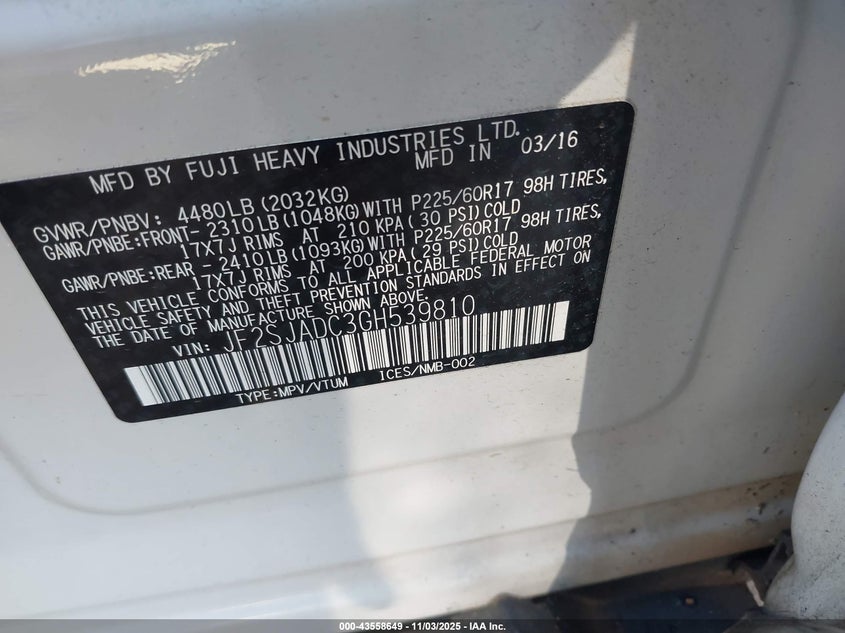 MFD BY FUJI HEAVY INDUSTRIES LTD.
MFD IN 03/16
GVWR/PNBV: 4480LB(2032KG)
GAWR/PNBE:FRONT-2310LB(1048KG)WITH P225/60R17 98H TIRES,
17X7J RIMS AT 210 KPA(30 PSI)COLD
GAWR/PNBE:REAR -2410LB(1093KG)WITH P225/60R17 98H TIRES,
17X7J RIMS AT 200 KPA(29 PSI)COLD
THIS VEHICLE CONFORMS TO ALL APPLICABLE FEDERAL MOTOR
VEHICLE SAFETY AND THEFT PREVENTION STANDARDS IN EFFECT ON
THE DATE OF MANUFACTURE SHOWN ABOVE.
VIN: JF2SJADC3GH539810
TYPE:MPV/VTUM ICES/NMB-002
000-43558649 - 11/03/2025 - IAA Inc.